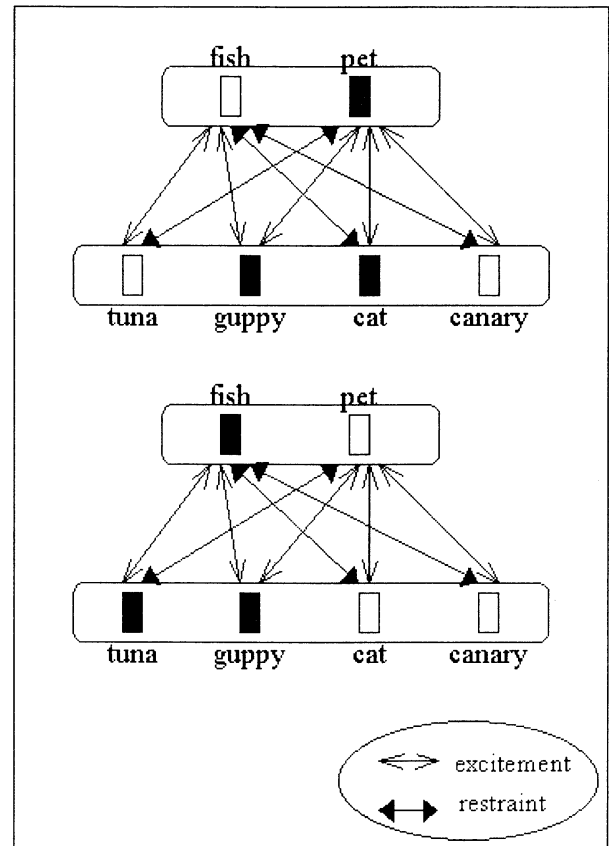 fish pet
tuna guppy cat canary
fish pet
tuna guppy cat canary
excitement
restraint